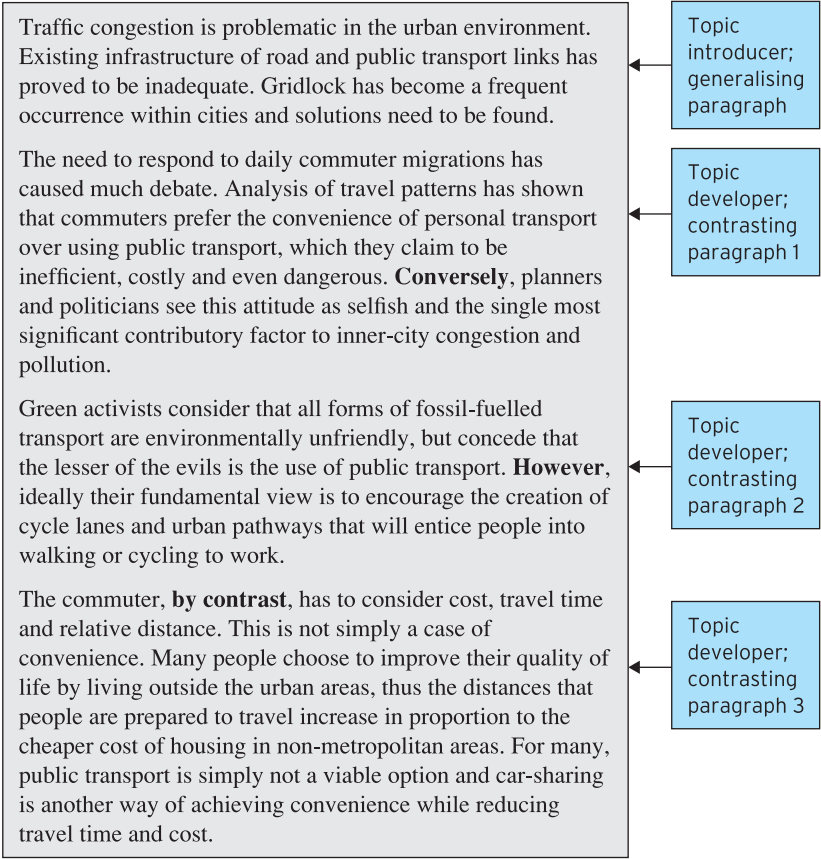 Traffic congestion is problematic in the urban environment.
Existing infrastructure of road and public transport links has
proved to be inadequate. Gridlock has become a frequent
occurrence within cities and solutions need to be found.
Topic
introducer;
generalising
paragraph
The need to respond to daily commuter migrations has
caused much debate. Analysis of travel patterns has shown
that commuters prefer the convenience of personal transport
over using public transport, which they claim to be
inefficient, costly and even dangerous. Conversely, planners
and politicians see this attitude as selfish and the single most
significant contributory factor to inner-city congestion and
pollution.
Topic
developer;
contrasting
paragraph 1
Green activists consider that all forms of fossil-fuelled
transport are environmentally unfriendly, but concede that
the lesser of the evils is the use of public transport. However,
ideally their fundamental view is to encourage the creation of
cycle lanes and urban pathways that will entice people into
walking or cycling to work.
Topic
developer;
contrasting
paragraph 2
The commuter, by contrast, has to consider cost, travel time
and relative distance. This is not simply a case of
convenience. Many people choose to improve their quality of
life by living outside the urban areas, thus the distances that
people are prepared to travel increase in proportion to the
cheaper cost of housing in non-metropolitan areas. For many,
public transport is simply not a viable option and car-sharing
is another way of achieving convenience while reducing
travel time and cost.
Topic
developer;
contrasting
paragraph 3